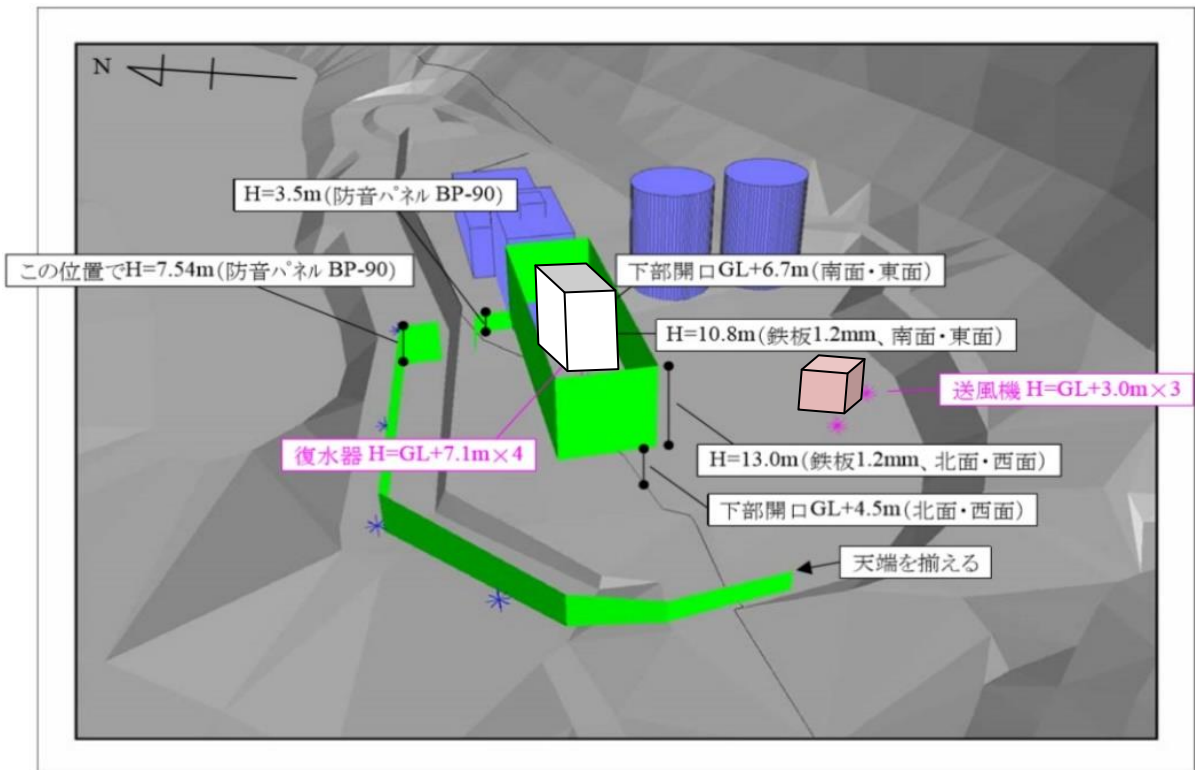 N
H=3.5m(防音パネル BP-90)
この位置でH=7.54m(防音パネル BP-90)
下部開口GL+6.7m(南面・東面)
H=10.8m(鉄板1.2mm、南面・東面)
送風機 H=GL+3.0m×3
復水器 H=GL+7.1m×4
H=13.0m(鉄板1.2mm、北面・西面)
下部開口GL+4.5m(北面・西面)
天端を揃える